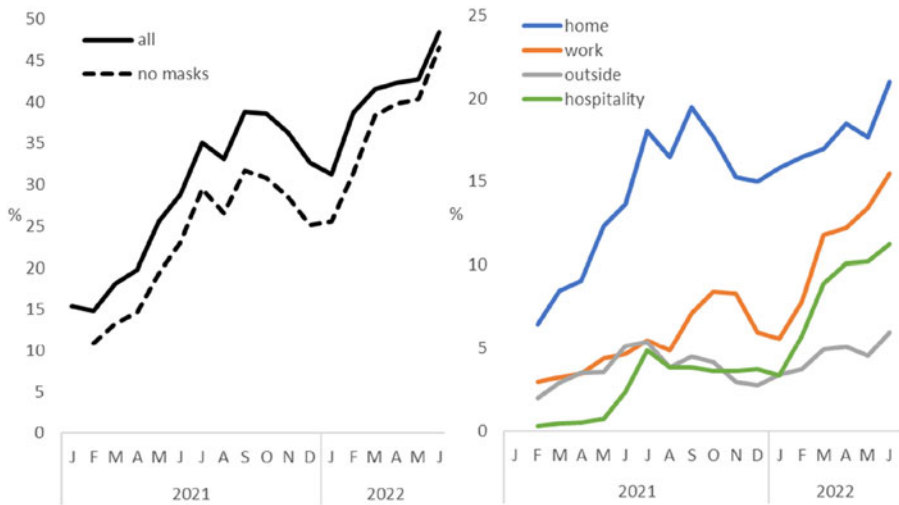 50
45
40
35
30
25
20
15
10
5
0
%
all
no masks
J F M A M J J A S O N D J F M A M J
2021 2022
25
20
15
10
5
0
%
home
work
outside
hospitality
J F M A M J J A S O N D J F M A M J
2021 2022